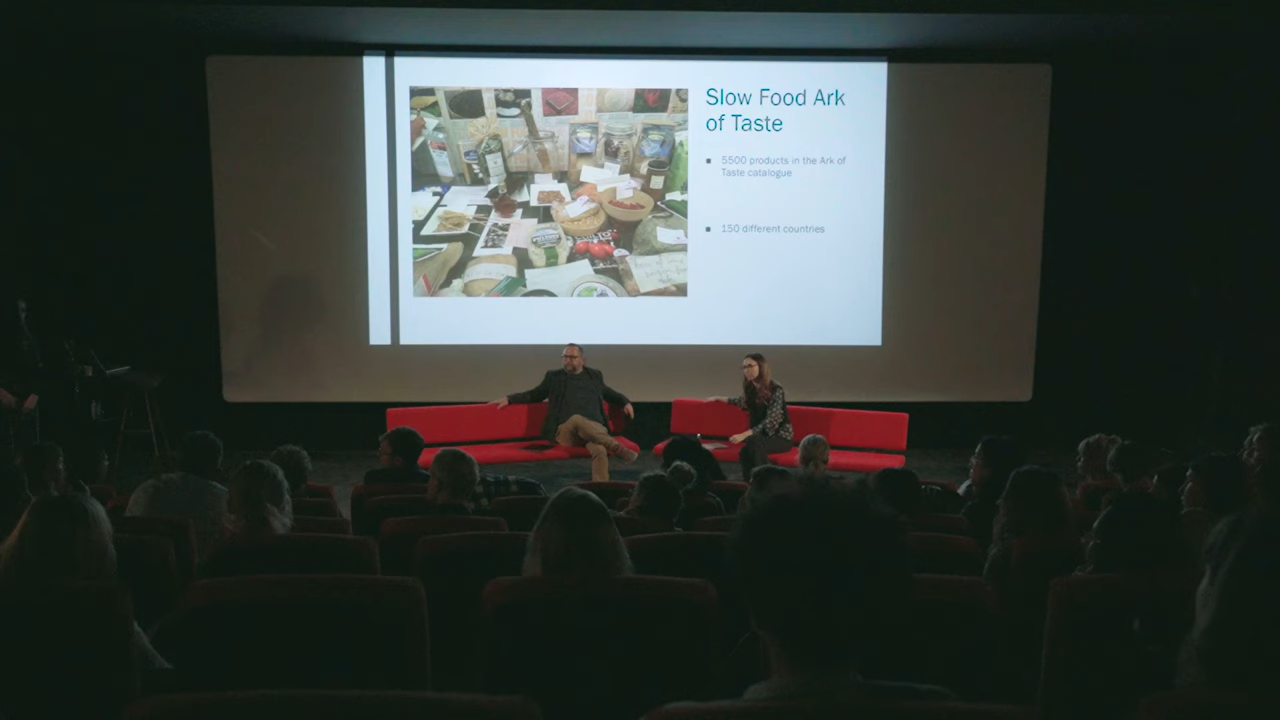 Slow Food Ark
of Taste
5500 products in the Ark of
Taste catalogue
150 different countries